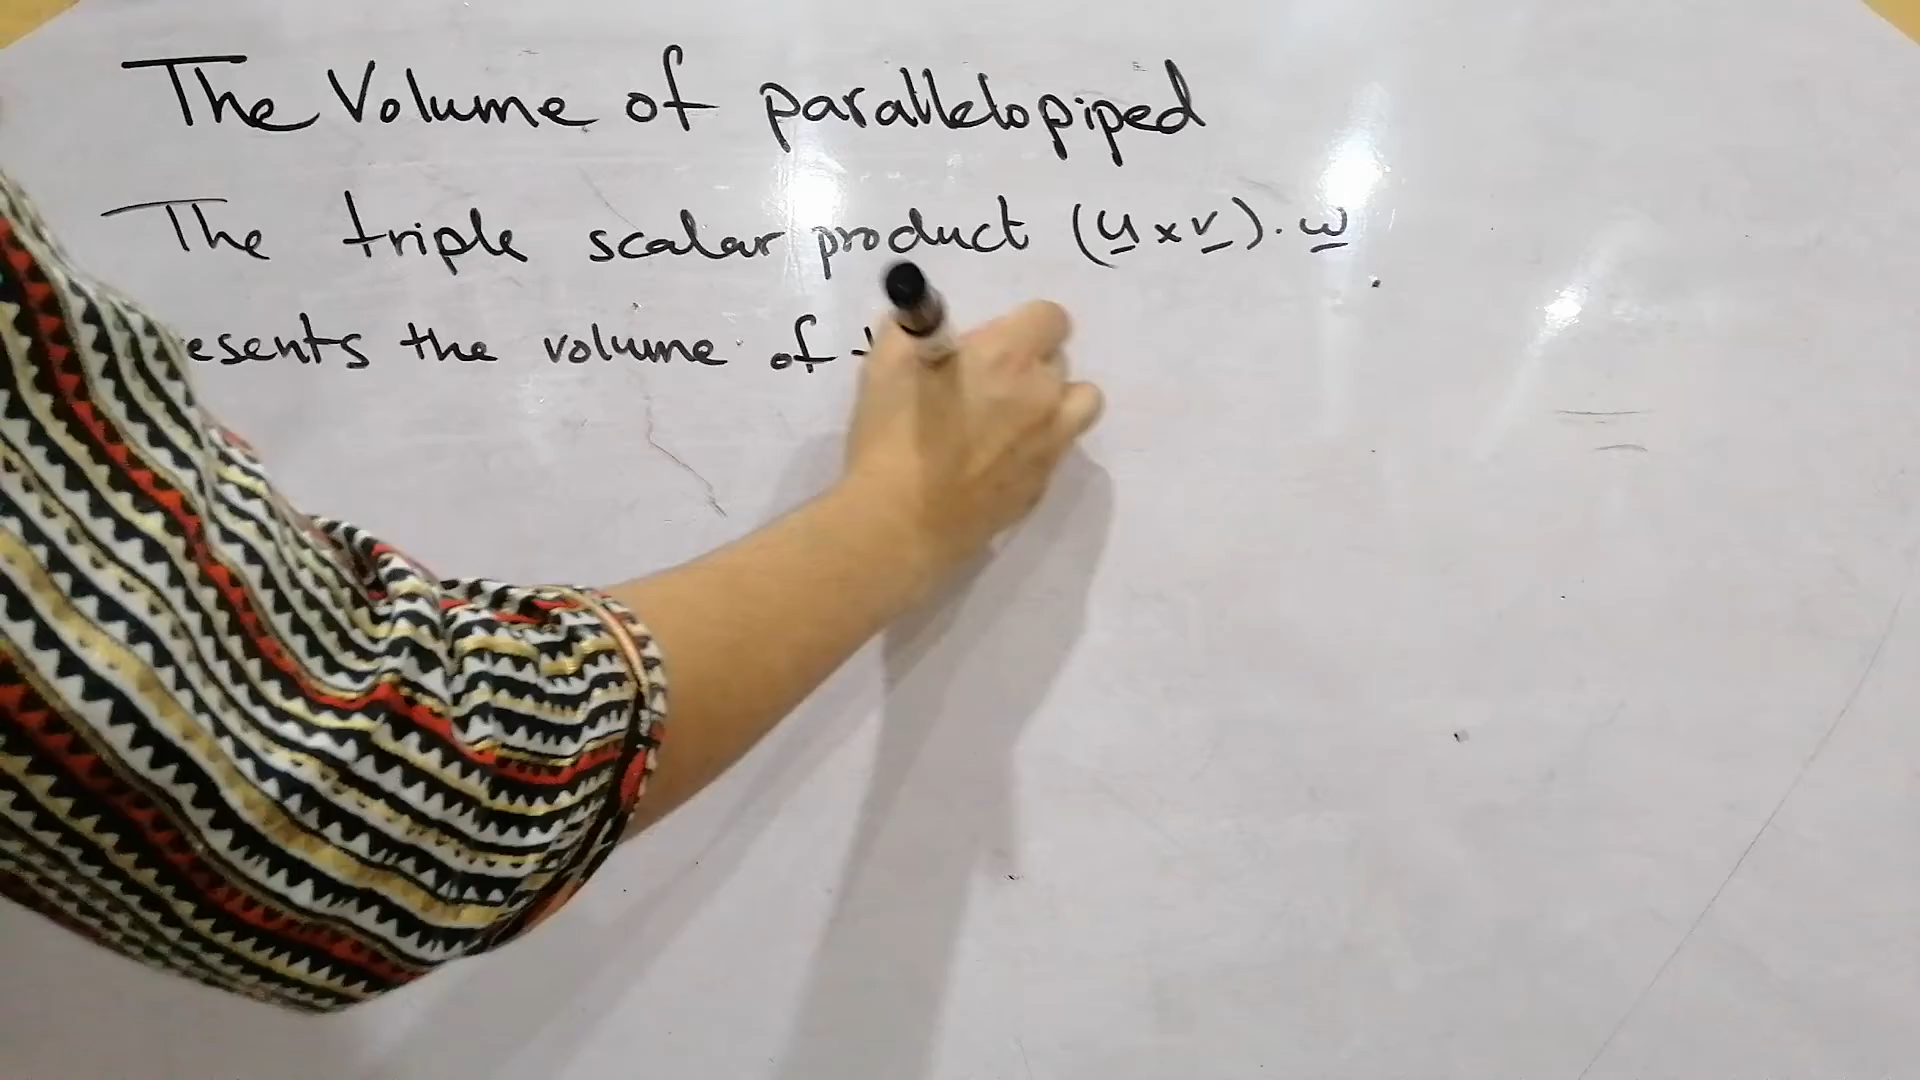 The Volume of parallelopiped
The triple scalar product (u × v) . w
esents the volume of